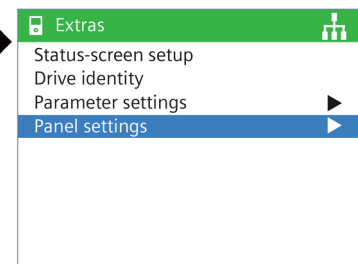 Extras
Status-screen setup
Drive identity
Parameter settings
Panel settings